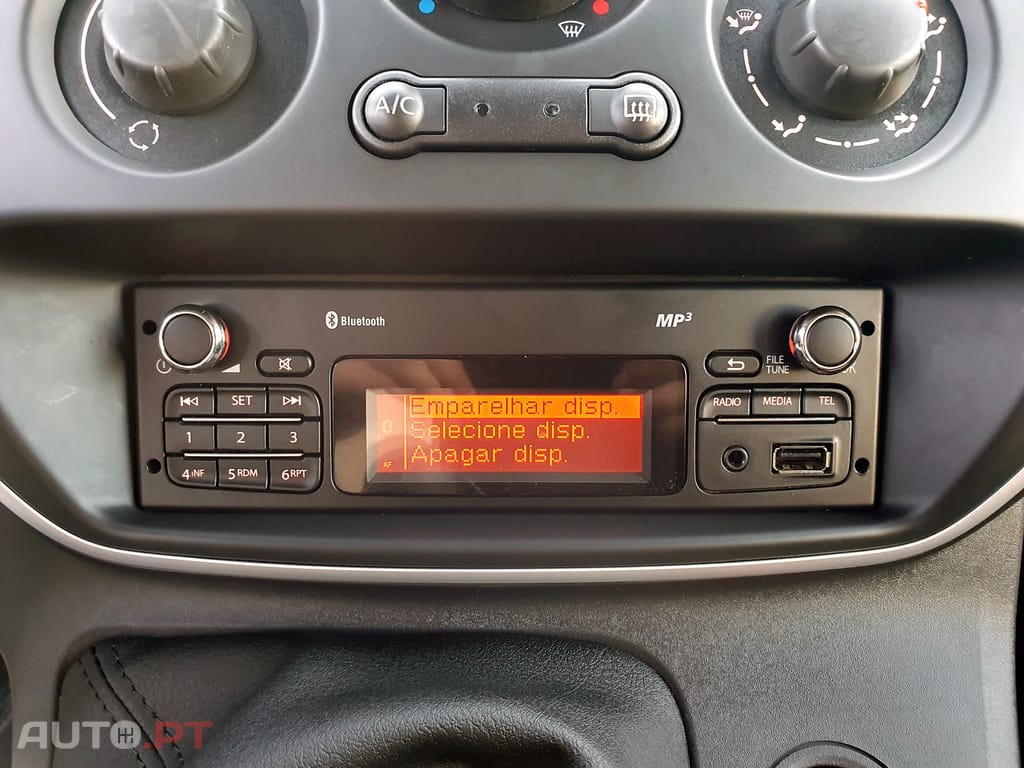 A/C
Bluetooth
MP3
FILE
TUNE
SET
RADIO MEDIA TEL
1 2 3
4 INF 5 RDM 6 RPT
Emparelhar disp.
Selecione disp.
Apagar disp.
AF
AUTO.PT